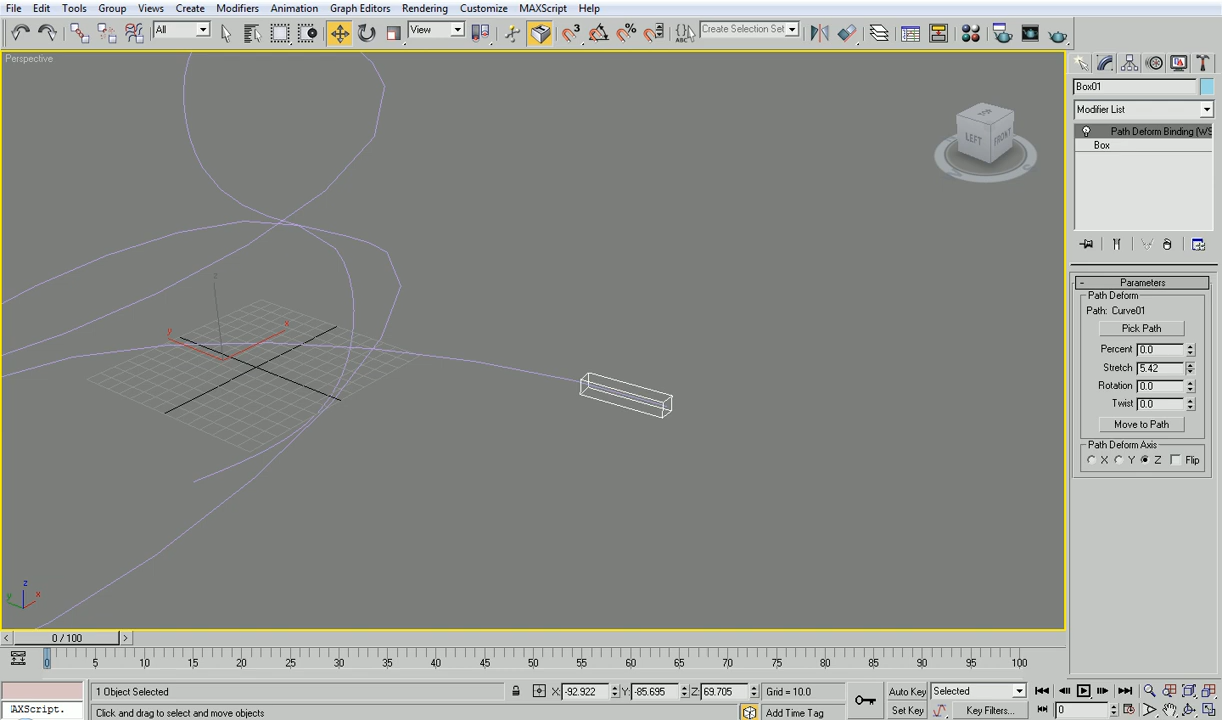 File Edit Tools Group Views Create Modifiers Animation Graph Editors Rendering Customize MAXScript Help
All View Create Selection Set
Perspective
TOP
LEFT FRONT
z
y x
z
y x
Box01
Modifier List
Path Deform Binding (WS
Box
- Parameters
Path Deform
Path: Curve01
Pick Path
Percent 0.0
Stretch 5.42
Rotation 0.0
Twist 0.0
Move to Path
Path Deform Axis
X Y Z Flip
< 0 / 100 >
0 5 10 15 20 25 30 35 40 45 50 55 60 65 70 75 80 85 90 95 100
1 Object Selected X: -92.922 Y: -85.695 Z: 69.705 Grid = 10.0 Auto Key Selected
AXScript. Click and drag to select and move objects Add Time Tag Set Key Key Filters... 0